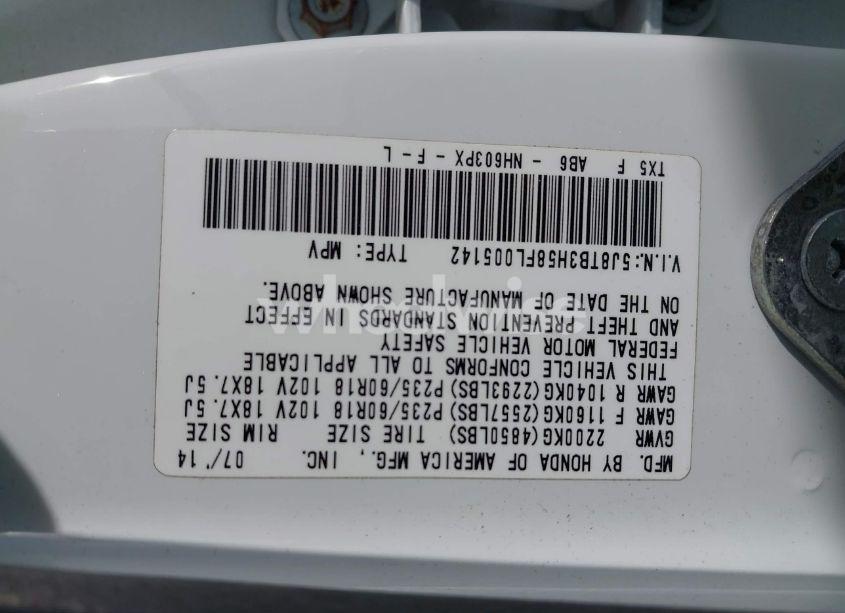 MFD. BY HONDA OF AMERICA MFG., INC. 07/'14
GVWR 2200KG(4850LBS) TIRE SIZE RIM SIZE
GAWR F 1160KG(2557LBS) P235/60R18 102V 18X7.5J
GAWR R 1040KG(2293LBS) P235/60R18 102V 18X7.5J
THIS VEHICLE CONFORMS TO ALL APPLICABLE
FEDERAL MOTOR VEHICLE SAFETY
AND THEFT PREVENTION STANDARDS IN EFFECT
ON THE DATE OF MANUFACTURE SHOWN ABOVE.
V.I.N:5J8TB3H58FL005142 TYPE: MPV
TX5 F AB6 - NH603PX - F - L